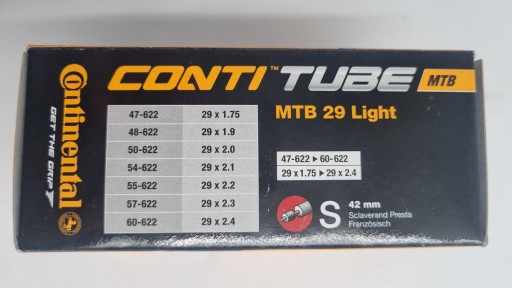 Continental
GET THE GRIP
CONTI™ TUBE MTB
MTB 29 Light
47-622 29 x 1.75
48-622 29 x 1.9
50-622 29 x 2.0
54-622 29 x 2.1
55-622 29 x 2.2
57-622 29 x 2.3
60-622 29 x 2.4
47-622 ▶ 60-622
29 x 1.75 ▶ 29 x 2.4
S
42 mm
Sclaverand Presta
Französisch